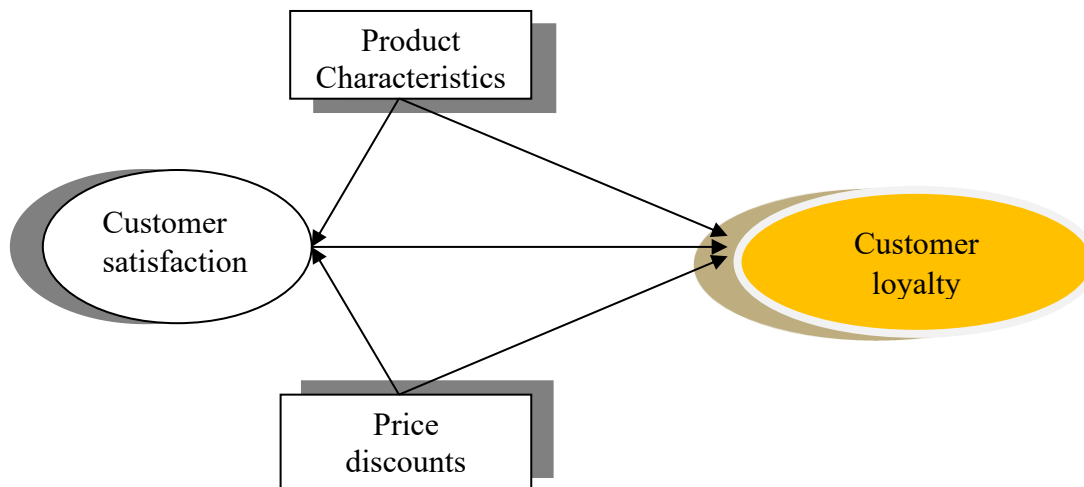 Product
Characteristics
Customer
satisfaction
Customer
loyalty
Price
discounts